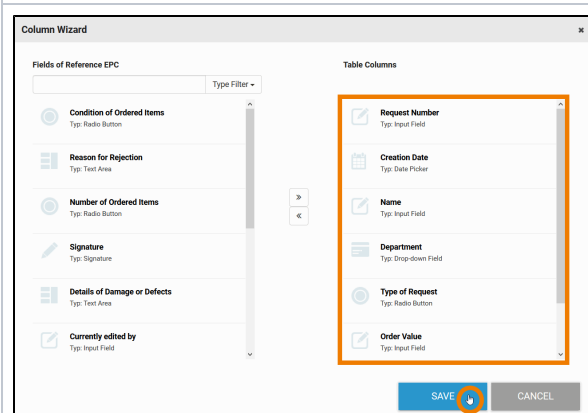 Column Wizard
×
Fields of Reference EPC
Type Filter
Condition of Ordered Items
Typ: Radio Button
Reason for Rejection
Typ: Text Area
Number of Ordered Items
Typ: Radio Button
Signature
Typ: Signature
Details of Damage or Defects
Typ: Text Area
Currently edited by
Typ: Input Field
»
«
Table Columns
Request Number
Typ: Input Field
Creation Date
Typ: Date Picker
Name
Typ: Input Field
Department
Typ: Drop-down Field
Type of Request
Typ: Radio Button
Order Value
Typ: Input Field
SAVE
CANCEL